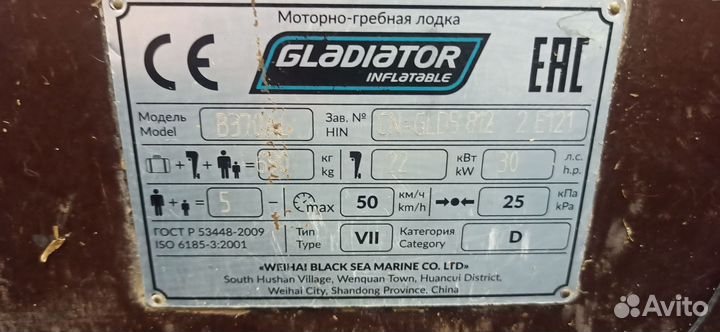 Моторно-гребная лодка
CE GLADIATOR INFLATABLE EAC
Модель Model Зав. № HIN
кг kg 22 кВт kW 30 л.с. h.p.
5 max 50 км/ч km/h 25 кПа kPa
ГОСТ Р 53448-2009 Тип VII Категория D
ISO 6185-3:2001 Type Category
«WEIHAI BLACK SEA MARINE CO. LTD»
South Hushan Village, Wenquan Town, Huancui District,
Weihai City, Shandong Province, China
Avito